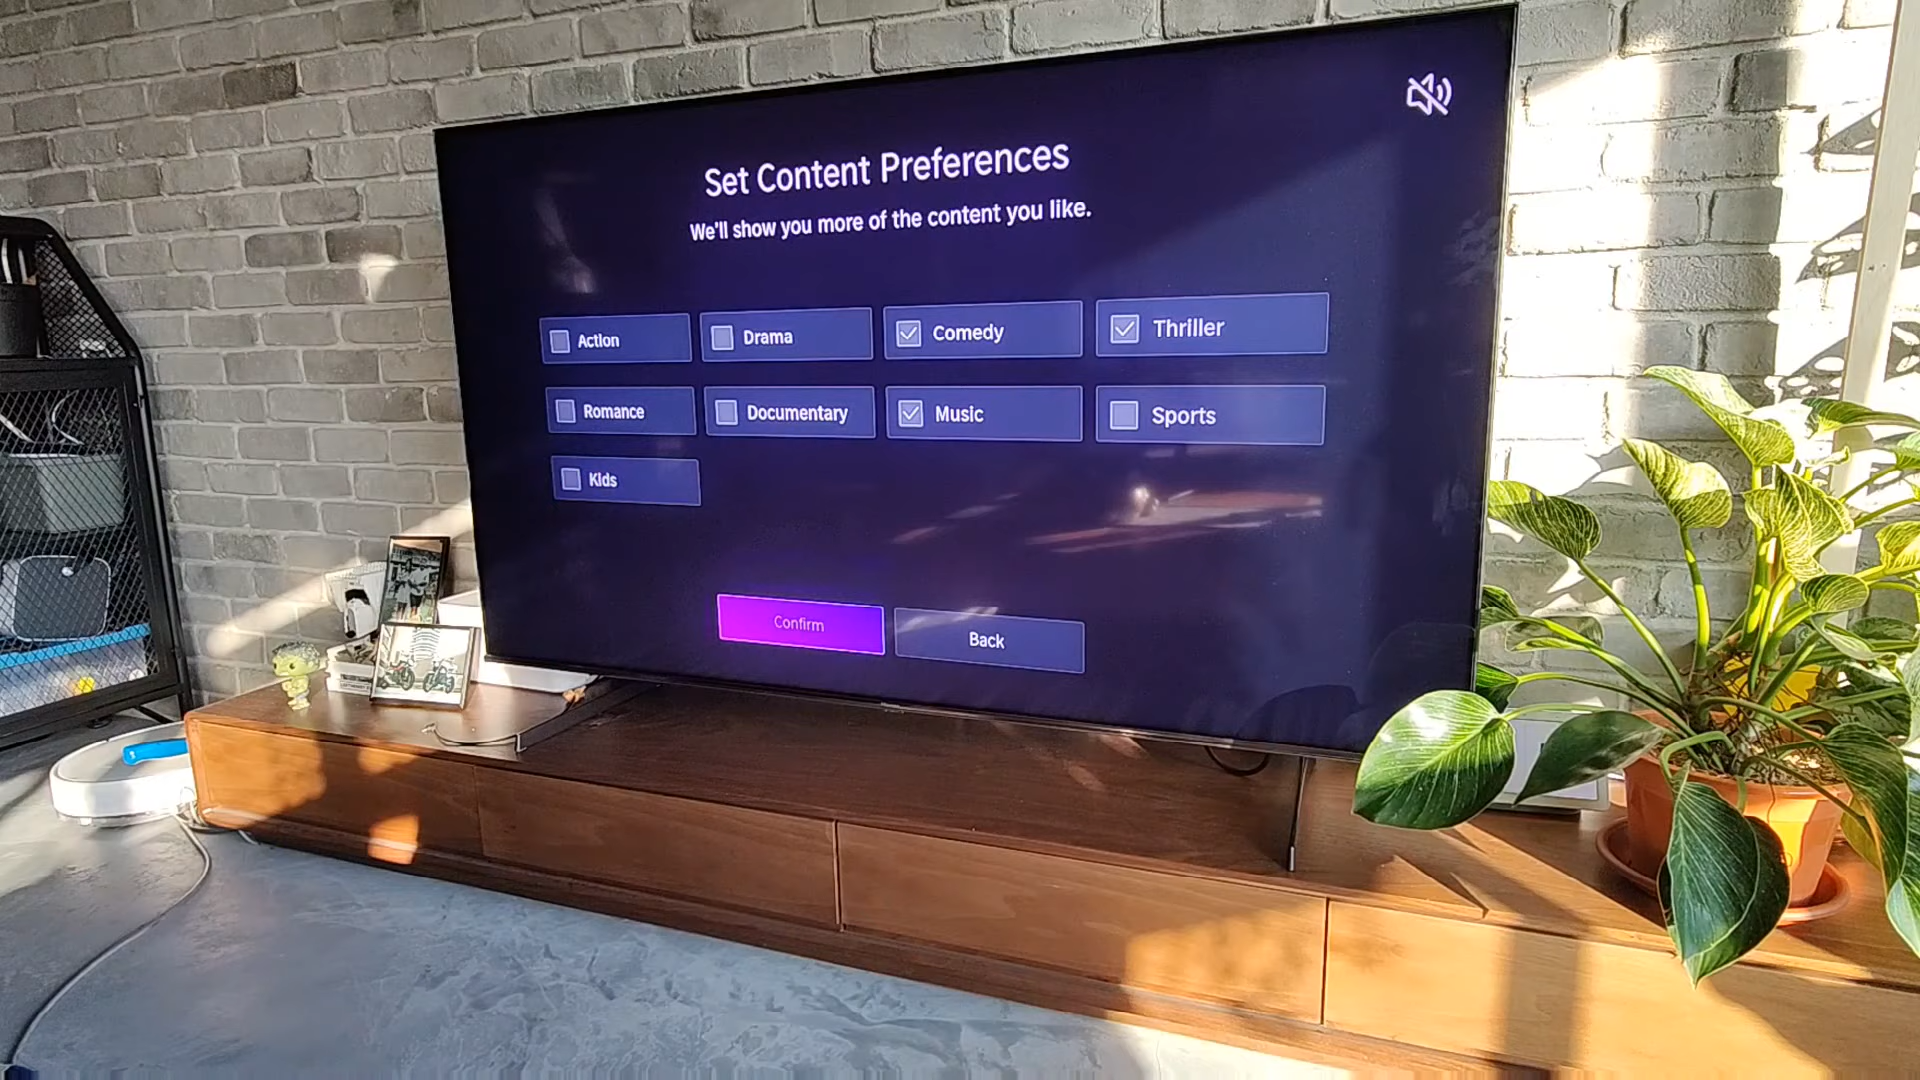 Set Content Preferences
We'll show you more of the content you like.
Action Drama Comedy Thriller
Romance Documentary Music Sports
Kids
Confirm Back